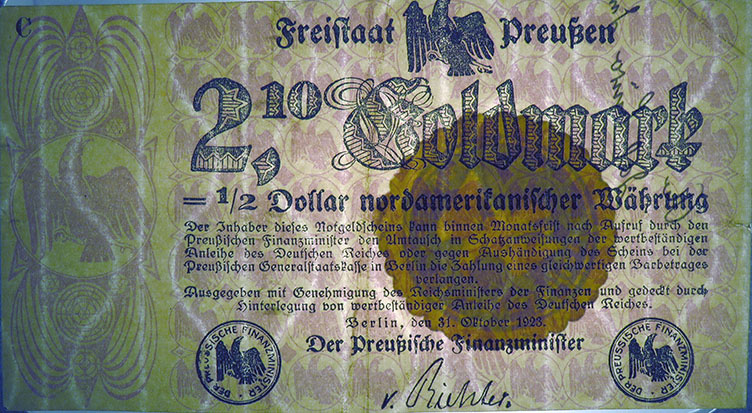 C
Freistaat Preußen
2,10 Goldmark
= 1/2 Dollar nordamerikanischer Währung
Der Inhaber dieses Notgeldscheins kann binnen Monatsfrist nach Aufruf durch den
Preußischen Finanzminister den Umtausch in Schatzanweisungen der wertbeständigen
Anleihe des Deutschen Reiches oder gegen Aushändigung des Scheins bei der
Preußischen Generalstaatskasse in Berlin die Zahlung eines gleichwertigen Barbetrages
verlangen.
Ausgegeben mit Genehmigung des Reichsministers der Finanzen und gedeckt durch
Hinterlegung von wertbeständiger Anleihe des Deutschen Reiches.
Berlin, den 31. Oktober 1923.
Der Preußische Finanzminister
DER PREUSSISCHE FINANZMINISTER
DER PREUSSISCHE FINANZMINISTER
v. Richter.